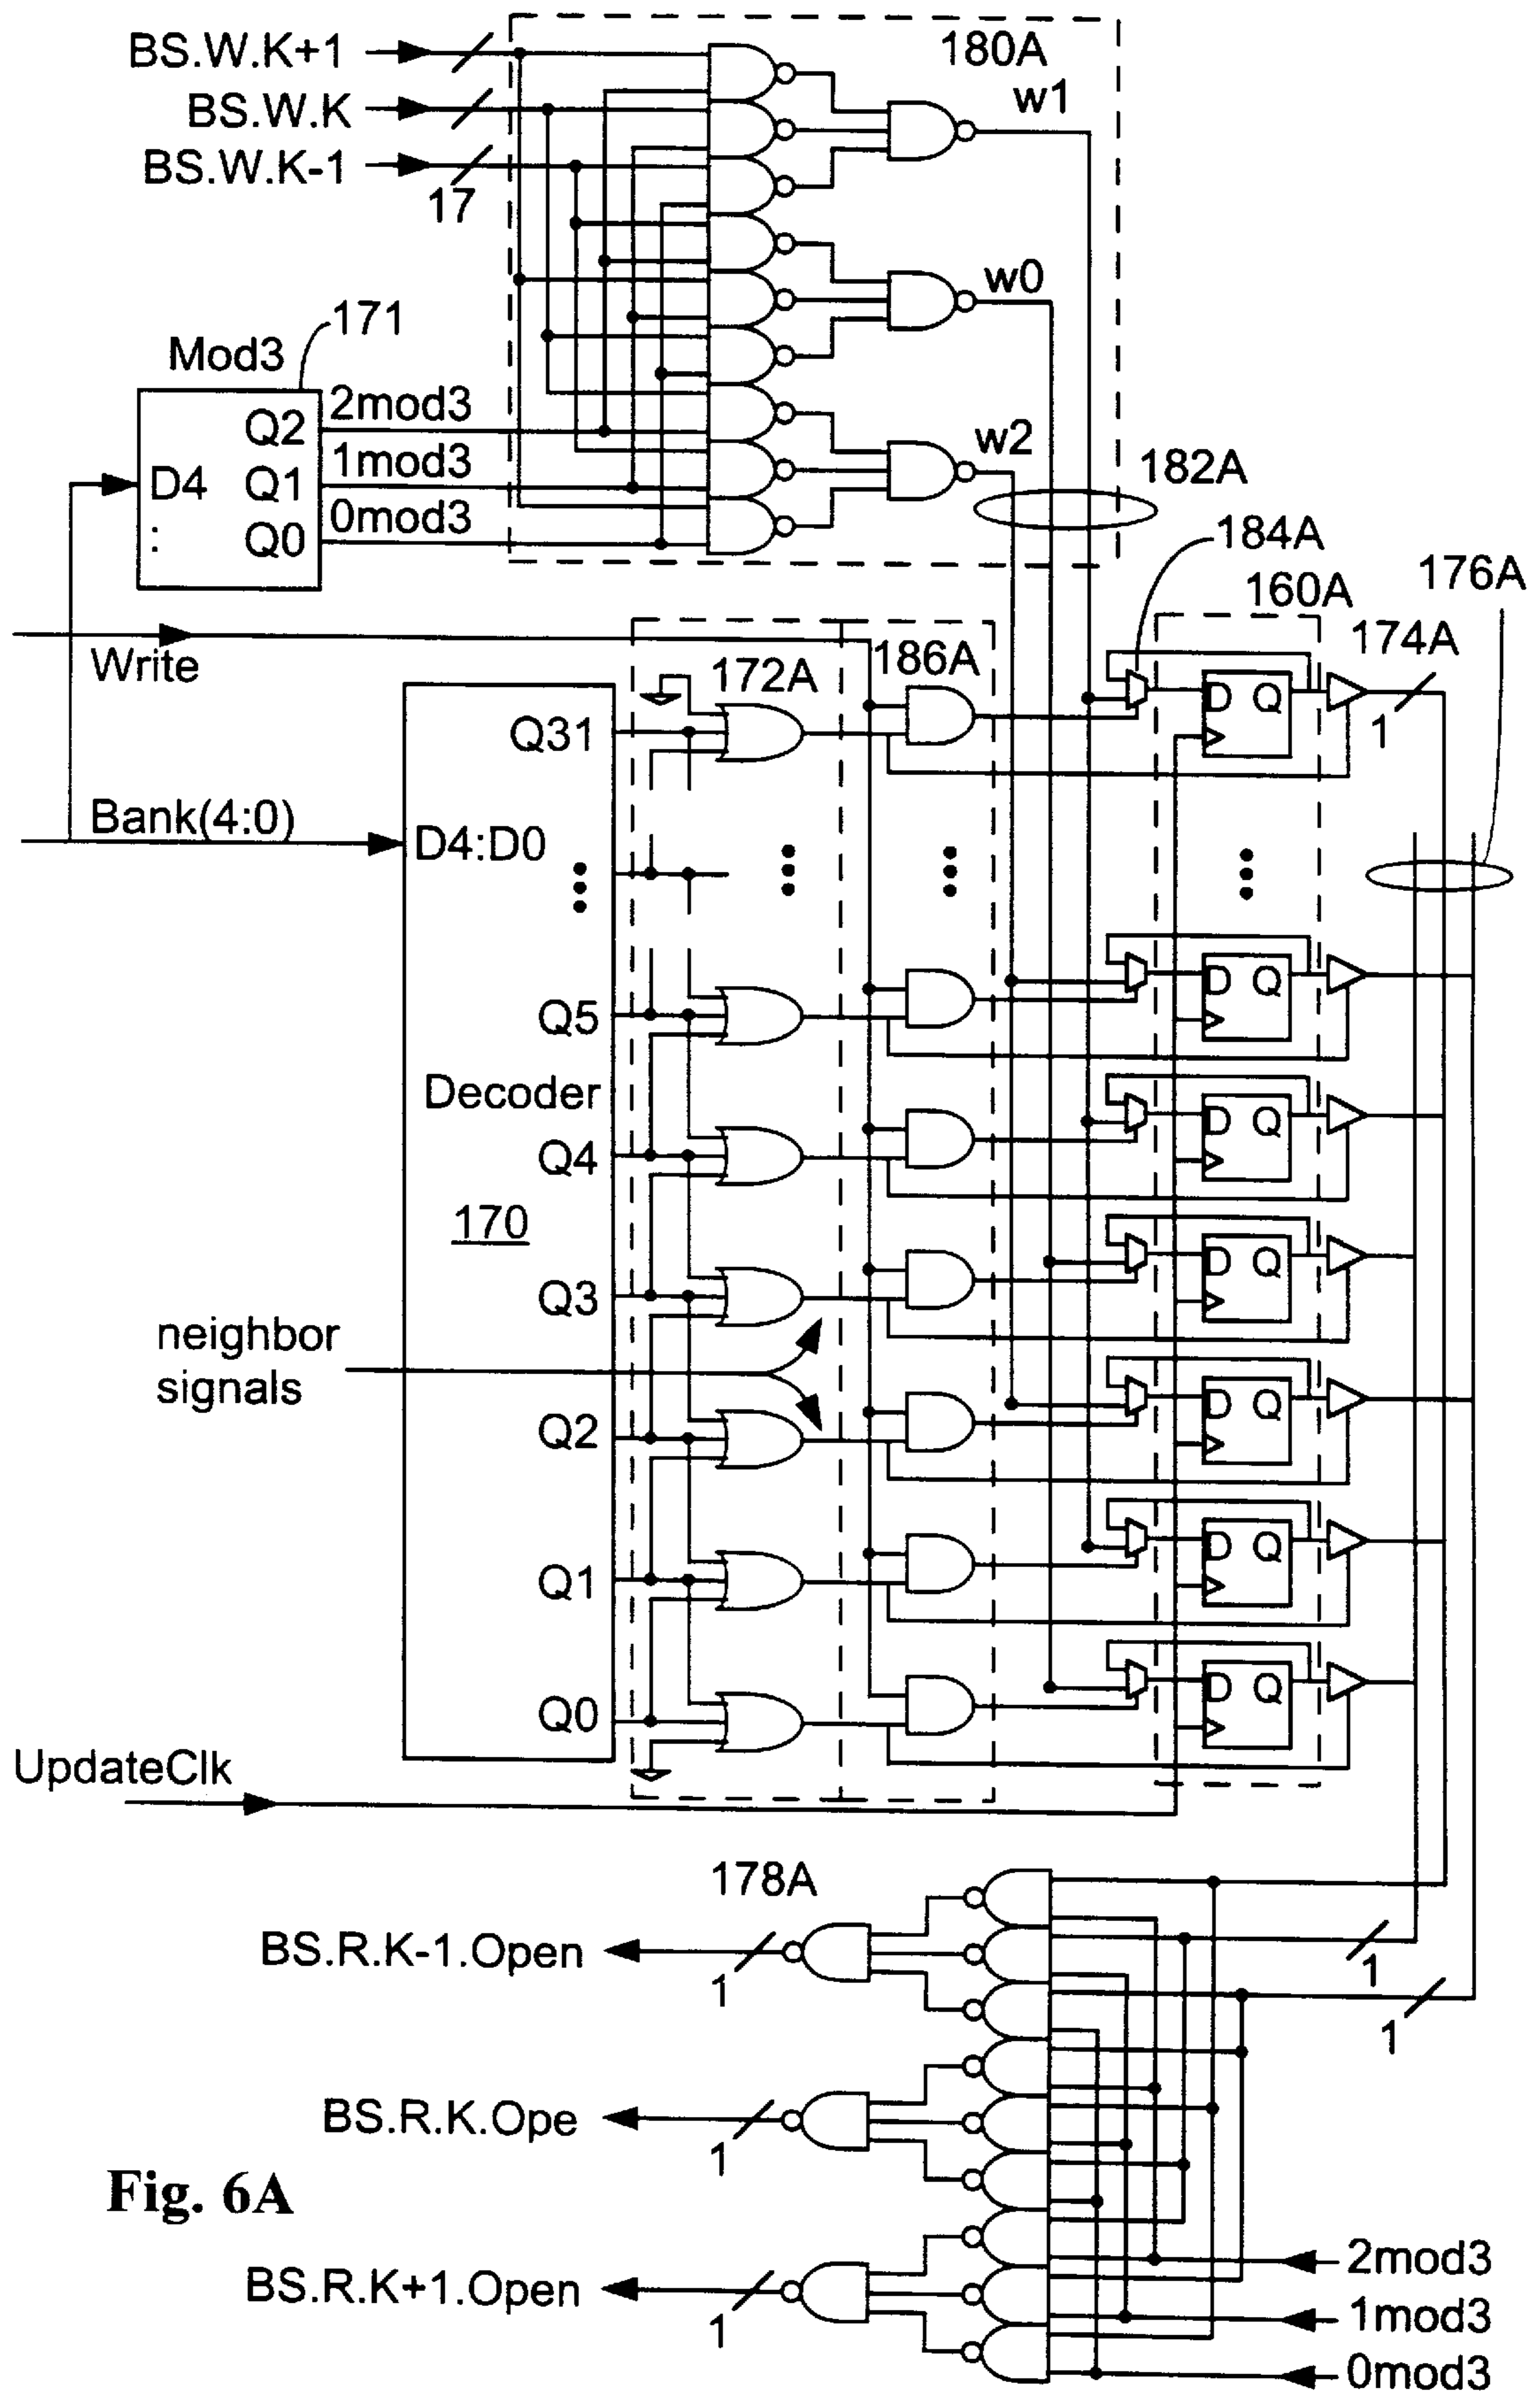 BS.W.K+1
180A
BS.W.K
w1
BS.W.K-1
17
w0
171
Mod3
2mod3
Q2
w2
1mod3
D4
Q1
182A
0mod3
:
Q0
184A
176A
160A
174A
Write
172A
186A
Q31
D
Q
1
Bank(4:0)
D4:D0
Q5
D
Q
Decoder
Q4
D
Q
170
Q3
D
Q
neighbor
signals
Q2
D
Q
Q1
D
Q
Q0
D
Q
UpdateClk
178A
BS.R.K-1.Open
1
1
1
BS.R.K.Ope
1
Fig. 6A
2mod3
BS.R.K+1.Open
1
1mod3
0mod3